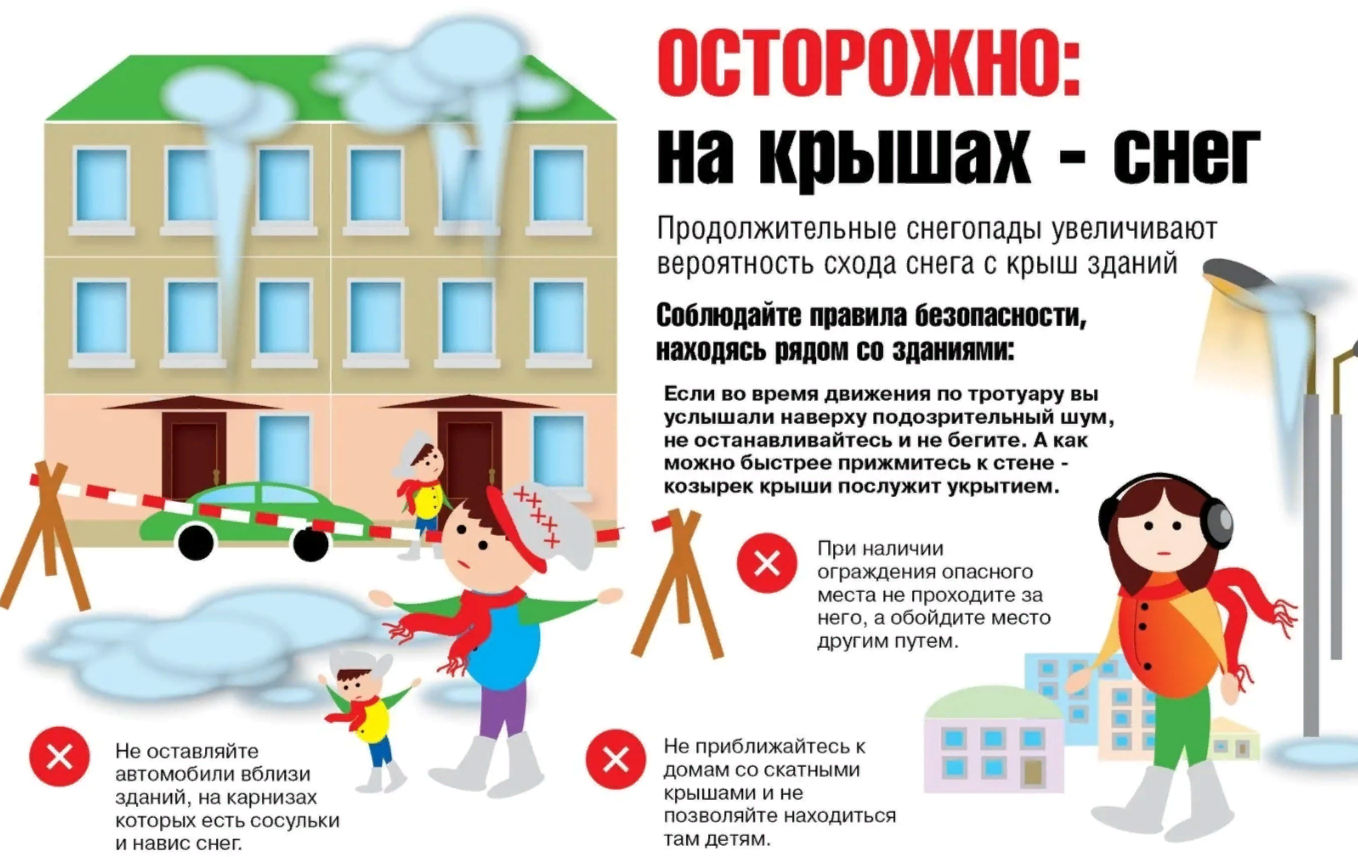 ОСТОРОЖНО:
на крышах - снег
Продолжительные снегопады увеличивают
вероятность схода снега с крыш зданий
Соблюдайте правила безопасности,
находясь рядом со зданиями:
Если во время движения по тротуару вы
услышали наверху подозрительный шум,
не останавливайтесь и не бегите. А как
можно быстрее прижмитесь к стене -
козырек крыши послужит укрытием.
При наличии
ограждения опасного
места не проходите за
него, а обойдите место
другим путем.
Не оставляйте
автомобили вблизи
зданий, на карнизах
которых есть сосульки
и навис снег.
Не приближайтесь к
домам со скатными
крышами и не
позволяйте находиться
там детям.